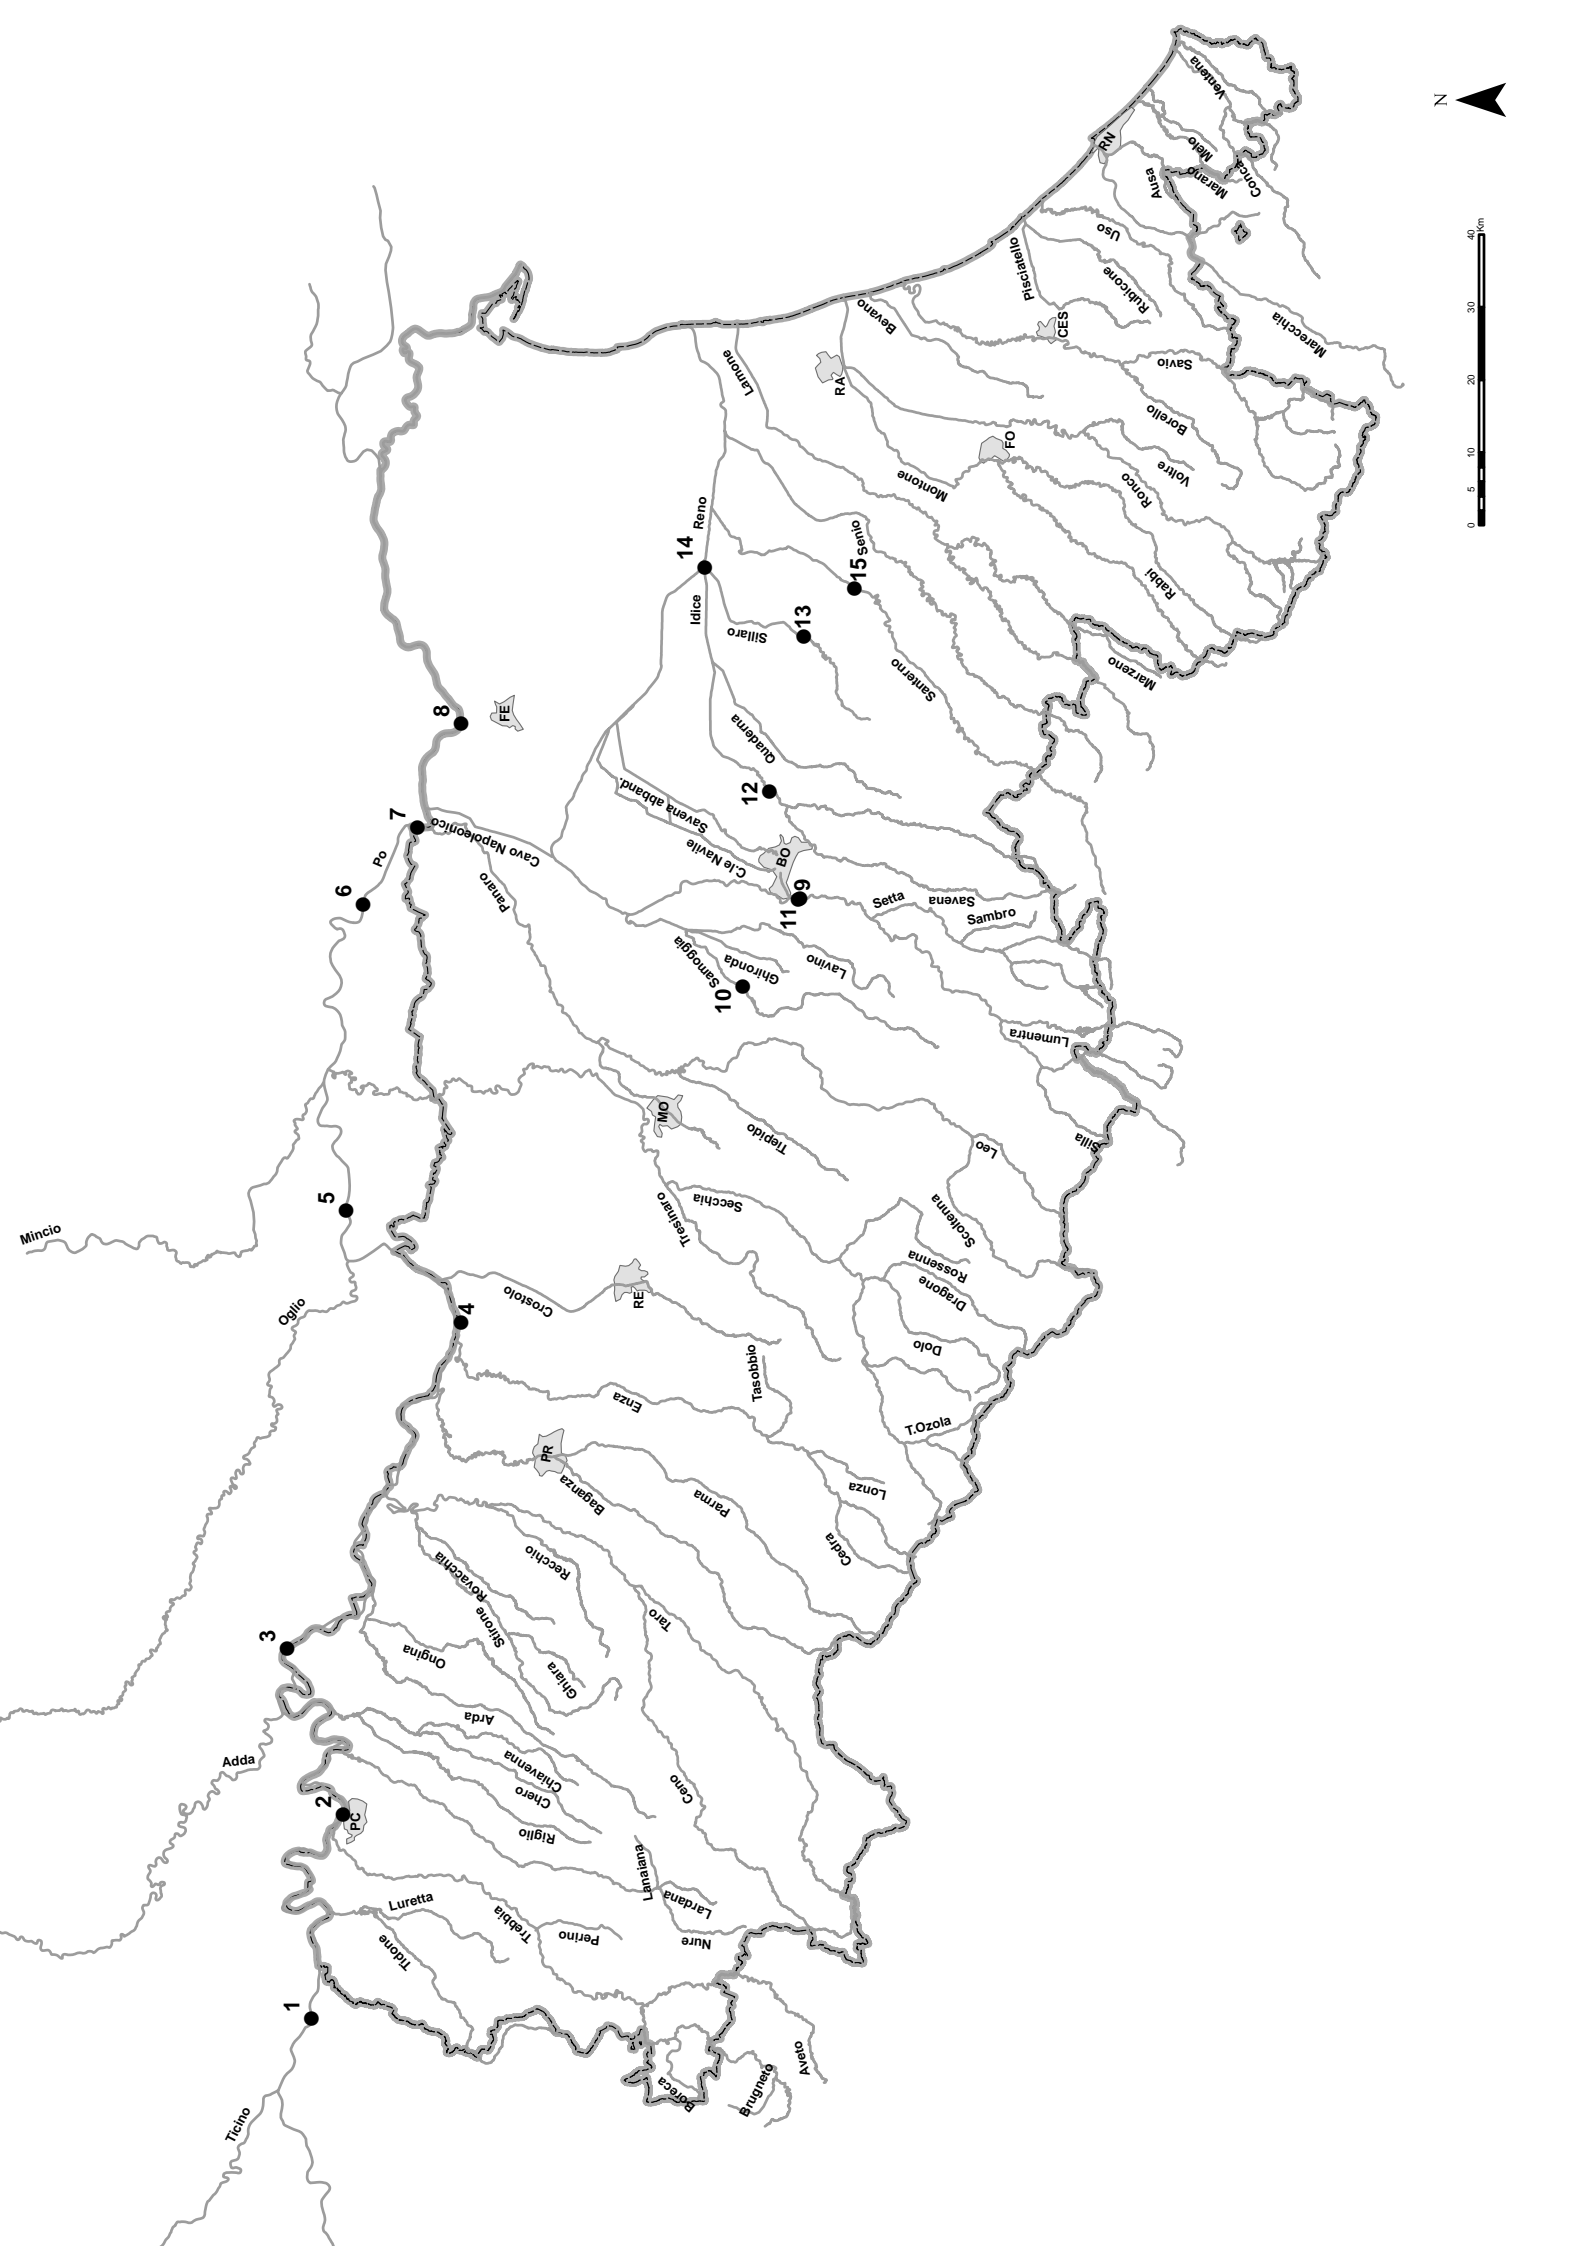 Ticino
1
Boreca
Brugneto
Aveto
Tidone
Luretta
Trebbia
Perino
Nure
Lardana
Lanaiana
2
PC
Adda
Riglio
Chero
Chiavenna
Arda
Ceno
3
Ongina
Ghiara
Stirone
Rovacchia
Recchio
Taro
PR
Baganza
Parma
Cedra
Lonza
Enza
Tasobbio
T.Ozola
4
Oglio
Crostolo
RE
Dolo
Dragone
Rossenna
Scoltenna
Mincio
5
Tresinaro
Secchia
Leo
Silla
MO
Tiepido
Lumentra
6
Po
Panaro
10
Samoggia
Ghironda
Lavino
7
Cavo Napoleonico
C.le Navile
Savena abband.
BO
11
9
Setta
Savena
Sambro
8
FE
12
Quaderna
Idice
Sillaro
13
14
Reno
15
Senio
Santerno
Marzeno
Lamone
RA
Montone
FO
Ronco
Rabbi
Voltre
Borello
Savio
Bevano
CES
Pisciatello
Rubicone
Uso
Marecchia
RN
Ausa
Marano
Melo
Conca
Ventena
N
0
5
10
20
30
40
Km